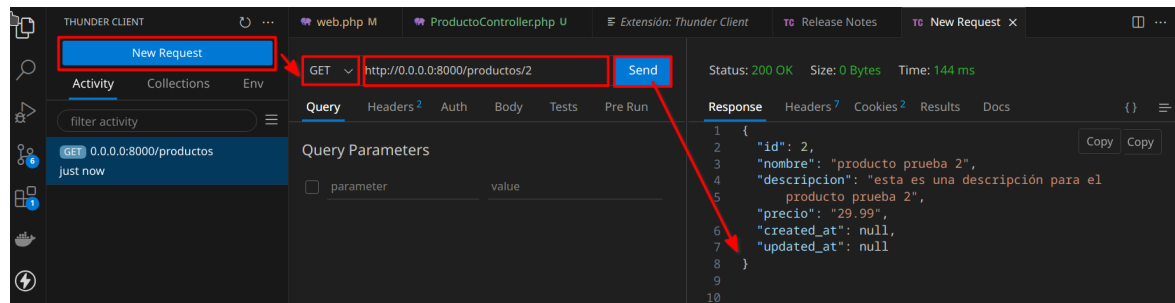 THUNDER CLIENT
web.php M
ProductoController.php U
Extensión: Thunder Client
TC Release Notes
TC New Request
New Request
Activity Collections Env
filter activity
GET 0.0.0.0:8000/productos
just now
6
1
GET http://0.0.0.0:8000/productos/2 Send
Query Headers 2 Auth Body Tests Pre Run
Query Parameters
parameter value
Status: 200 OK Size: 0 Bytes Time: 144 ms
Response Headers 7 Cookies 2 Results Docs {}
Copy Copy
1 {
2 "id": 2,
3 "nombre": "producto prueba 2",
4 "descripcion": "esta es una descripción para el
5 producto prueba 2",
"precio": "29.99",
6 "created_at": null,
7 "updated_at": null
8 }
9
10